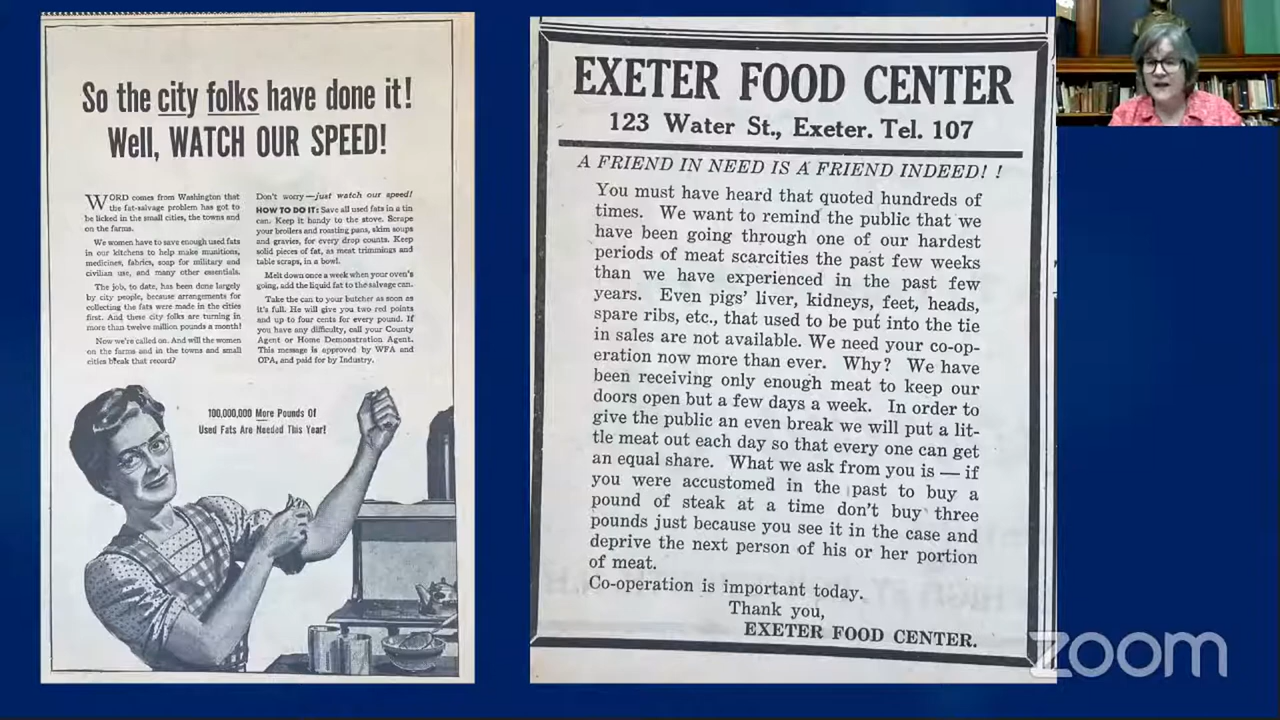 So the city folks have done it!
Well, WATCH OUR SPEED!
WORD comes from Washington that
the fat-salvage problem has got to
be licked in the small cities, the towns and
on the farms.
We women have to save enough used fats
in our kitchens to help make munitions,
medicines, fabrics, soap for military and
civilian use, and many other essentials.
The job, to date, has been done largely
by city people, because arrangements for
collecting the fats were made in the cities
first. And these city folks are turning in
more than twelve million pounds a month!
Now we're called on. And will the women
on the farms and in the towns and small
cities break that record?
Don't worry—just watch our speed!
HOW TO DO IT: Save all used fats in a tin
can. Keep it handy to the stove. Scrape
your broilers and roasting pans, skim soups
and gravies, for every drop counts. Keep
solid pieces of fat, as meat trimmings and
table scraps, in a bowl.
Melt down once a week when your oven's
going, add the liquid fat to the salvage can.
Take the can to your butcher as soon as
it's full. He will give you two red points
and up to four cents for every pound. If
you have any difficulty, call your County
Agent or Home Demonstration Agent.
This message is approved by WFA and
OPA, and paid for by Industry.
100,000,000 More Pounds Of
Used Fats Are Needed This Year!
EXETER FOOD CENTER
123 Water St., Exeter. Tel. 107
A FRIEND IN NEED IS A FRIEND INDEED! !
You must have heard that quoted hundreds of
times. We want to remind the public that we
have been going through one of our hardest
periods of meat scarcities the past few weeks
than we have experienced in the past few
years. Even pigs' liver, kidneys, feet, heads,
spare ribs, etc., that used to be put into the tie
in sales are not available. We need your co-op-
eration now more than ever. Why? We have
been receiving only enough meat to keep our
doors open but a few days a week. In order to
give the public an even break we will put a lit-
tle meat out each day so that every one can get
an equal share. What we ask from you is — if
you were accustomed in the past to buy a
pound of steak at a time don't buy three
pounds just because you see it in the case and
deprive the next person of his or her portion
of meat.
Co-operation is important today.
Thank you,
EXETER FOOD CENTER.
zoom